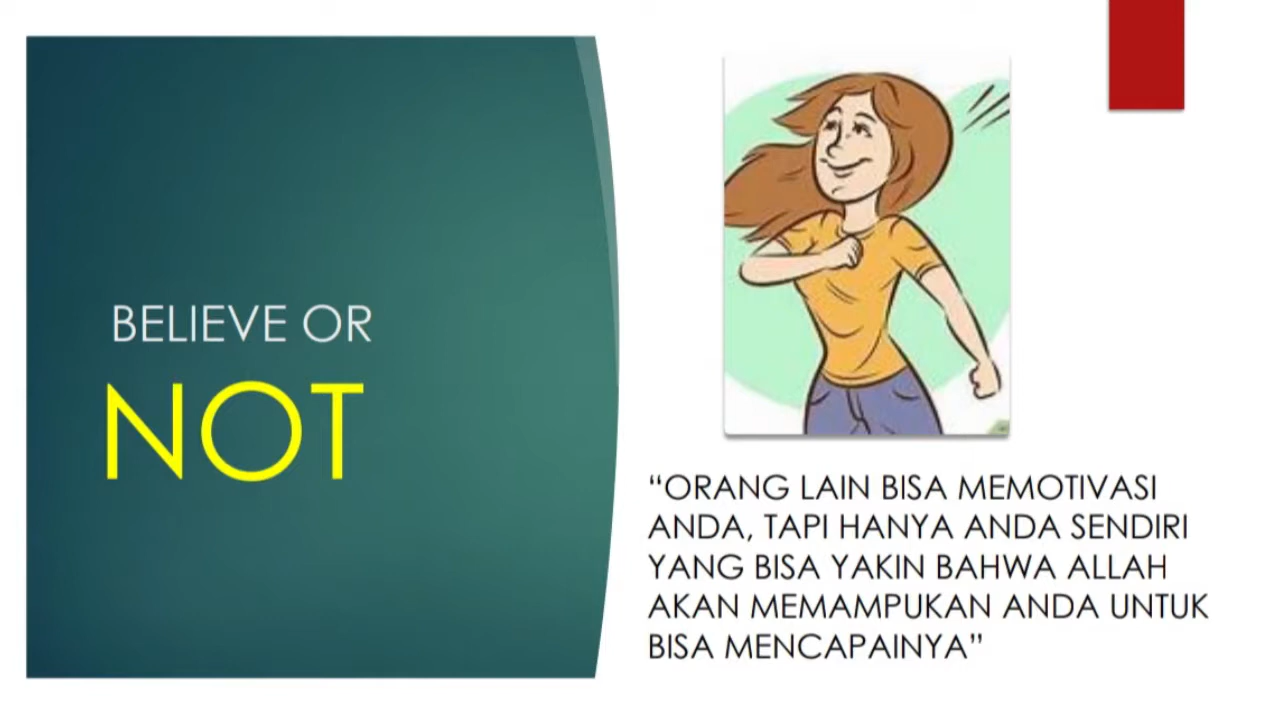 BELIEVE OR
NOT
“ORANG LAIN BISA MEMOTIVASI
ANDA, TAPI HANYA ANDA SENDIRI
YANG BISA YAKIN BAHWA ALLAH
AKAN MEMAMPUKAN ANDA UNTUK
BISA MENCAPAINYA”